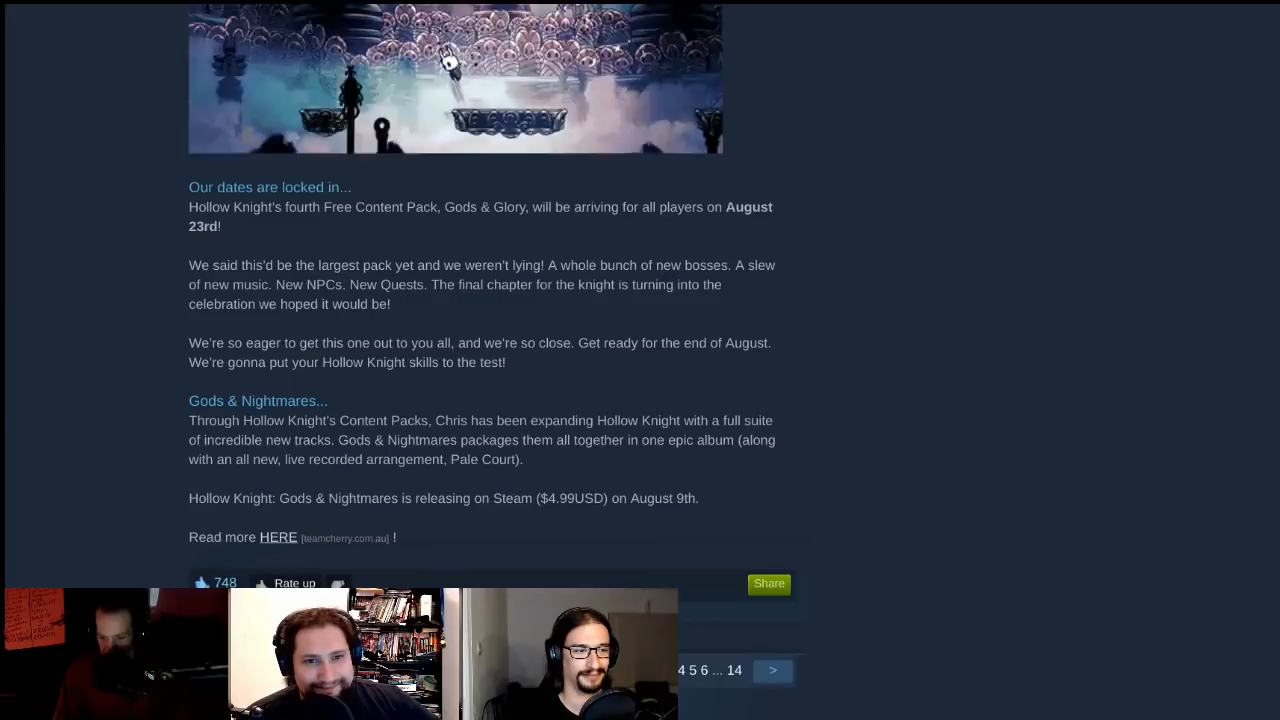 Our dates are locked in...
Hollow Knight's fourth Free Content Pack, Gods & Glory, will be arriving for all players on August
23rd!
We said this'd be the largest pack yet and we weren't lying! A whole bunch of new bosses. A slew
of new music. New NPCs. New Quests. The final chapter for the knight is turning into the
celebration we hoped it would be!
We're so eager to get this one out to you all, and we're so close. Get ready for the end of August.
We're gonna put your Hollow Knight skills to the test!
Gods & Nightmares...
Through Hollow Knight's Content Packs, Chris has been expanding Hollow Knight with a full suite
of incredible new tracks. Gods & Nightmares packages them all together in one epic album (along
with an all new, live recorded arrangement, Pale Court).
Hollow Knight: Gods & Nightmares is releasing on Steam ($4.99USD) on August 9th.
Read more HERE [teamcherry.com.au] !
748 Rate up Share
4 5 6 ... 14 >